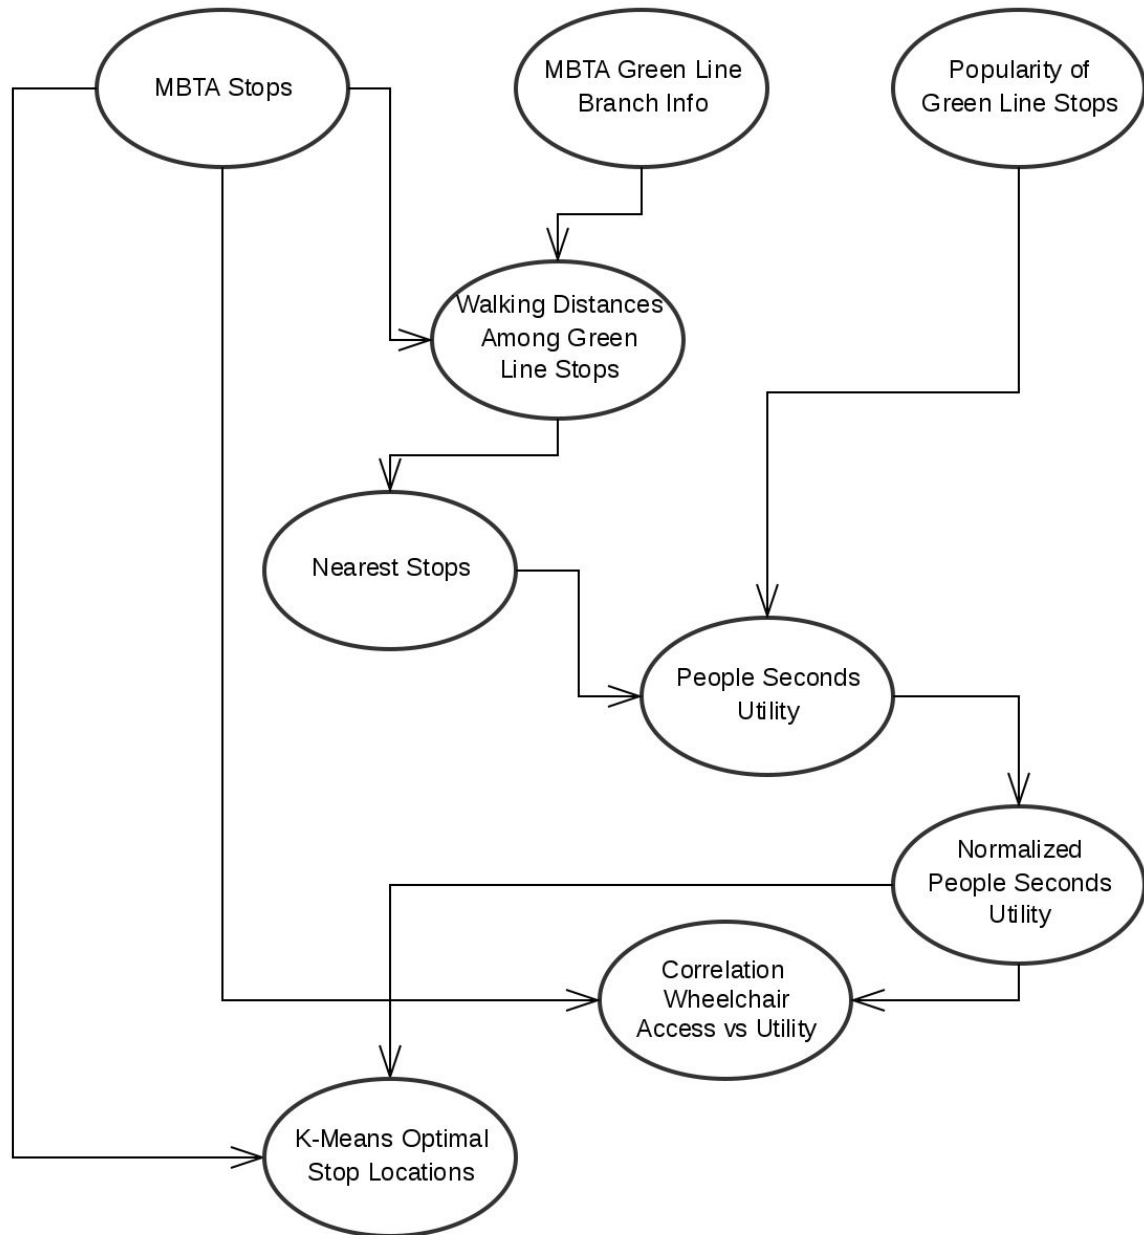 MBTA Stops
MBTA Green Line
Branch Info
Popularity of
Green Line Stops
Walking Distances
Among Green
Line Stops
Nearest Stops
People Seconds
Utility
Normalized
People Seconds
Utility
Correlation
Wheelchair
Access vs Utility
K-Means Optimal
Stop Locations